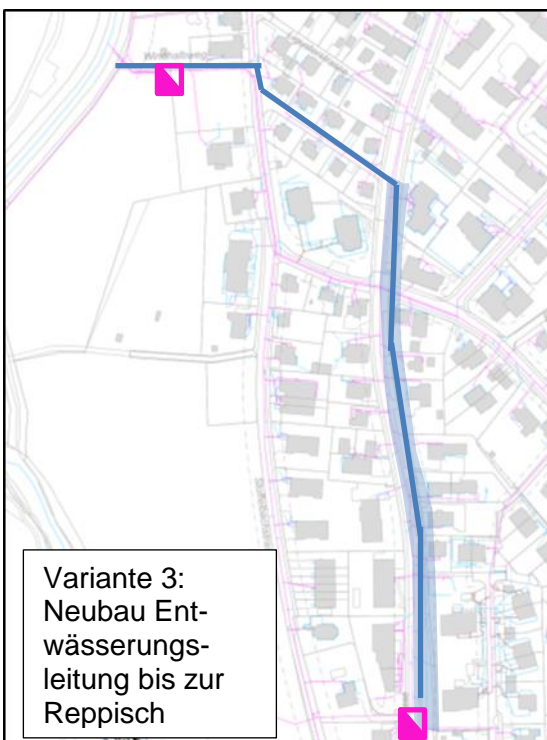 Variante 3:
Neubau Ent-
wässerungs-
leitung bis zur
Reppisch